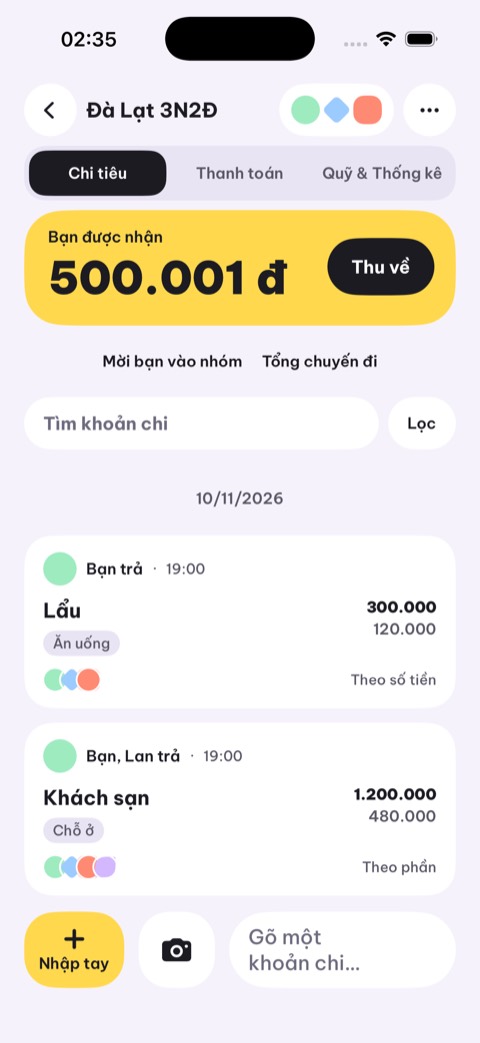 02:35
Đà Lạt 3N2Đ
Chi tiêu
Thanh toán
Quỹ & Thống kê
Bạn được nhận
500.001 đ
Thu về
Mời bạn vào nhóm
Tổng chuyến đi
Tìm khoản chi
Lọc
10/11/2026
Bạn trả · 19:00
Lẩu
300.000
120.000
Ăn uống
Theo số tiền
Bạn, Lan trả · 19:00
Khách sạn
1.200.000
480.000
Chỗ ở
Theo phần
Nhập tay
Gõ một
khoản chi...